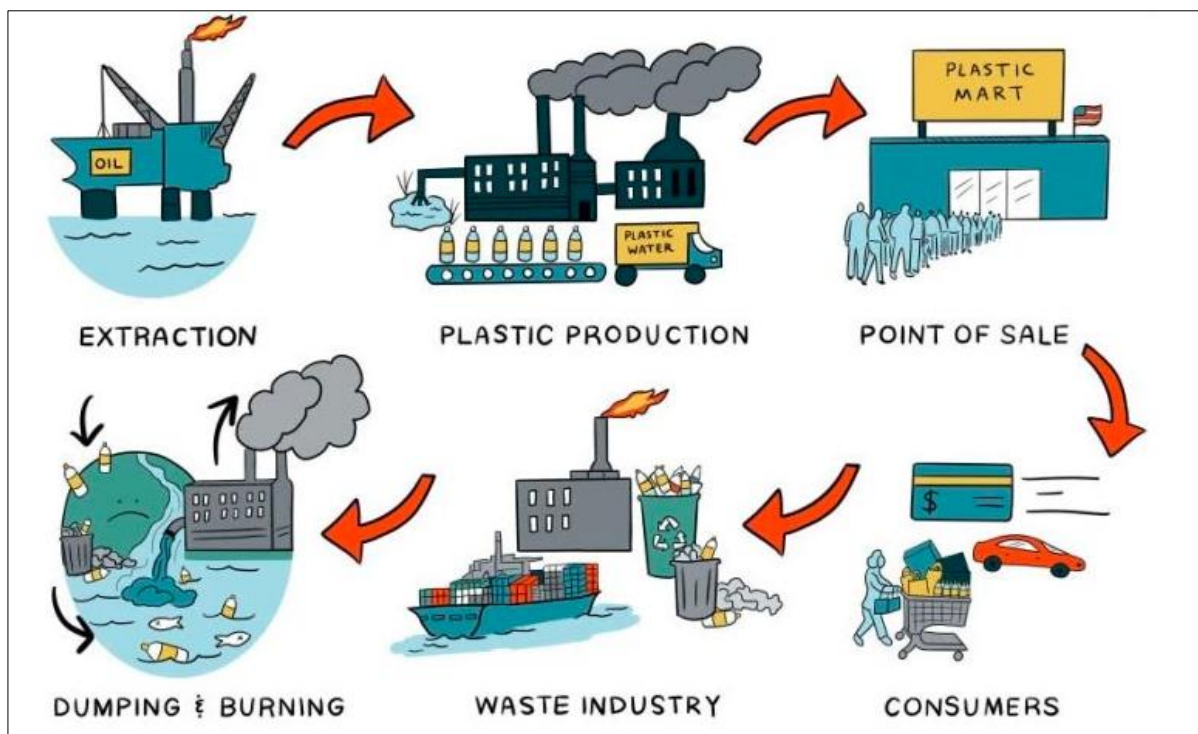 OIL
PLASTIC
WATER
PLASTIC
MART
EXTRACTION
PLASTIC PRODUCTION
POINT OF SALE
$
DUMPING & BURNING
WASTE INDUSTRY
CONSUMERS